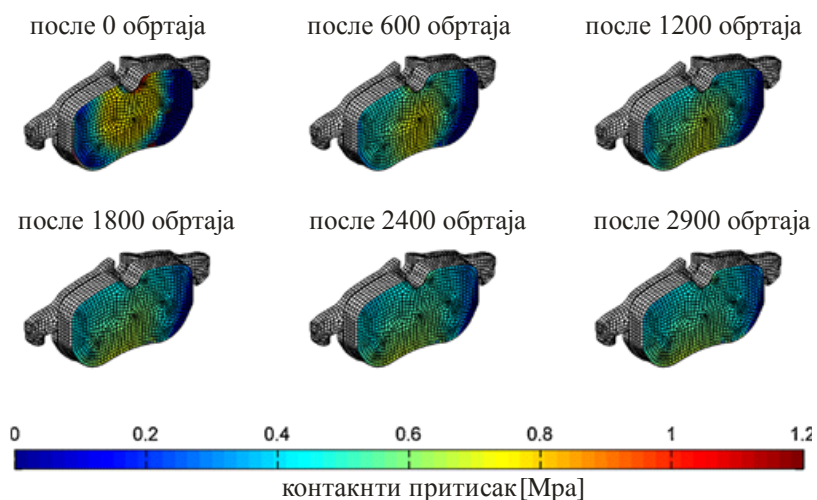 после 0 обртаја
после 600 обртаја
после 1200 обртаја
после 1800 обртаја
после 2400 обртаја
после 2900 обртаја
0 0.2 0.4 0.6 0.8 1 1.2
контакнти притисак[Mpa]